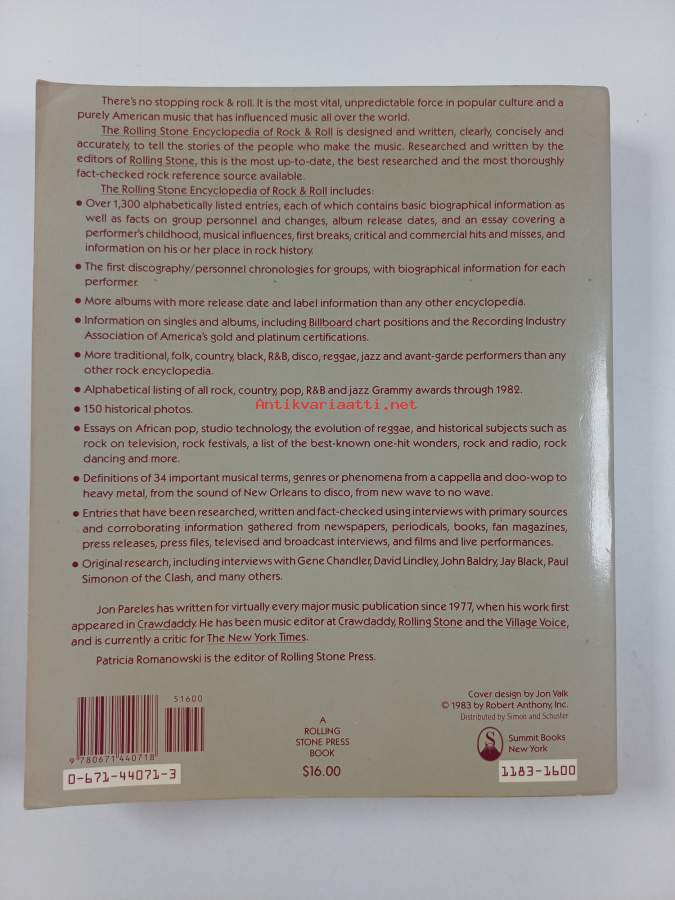 There's no stopping rock & roll. It is the most vital, unpredictable force in popular culture and a
purely American music that has influenced music all over the world.
The Rolling Stone Encyclopedia of Rock & Roll is designed and written, clearly, concisely and
accurately, to tell the stories of the people who make the music. Researched and written by the
editors of Rolling Stone, this is the most up-to-date, the best researched and the most thoroughly
fact-checked rock reference source available.
The Rolling Stone Encyclopedia of Rock & Roll includes:
• Over 1,300 alphabetically listed entries, each of which contains basic biographical information as
well as facts on group personnel and changes, album release dates, and an essay covering a
performer's childhood, musical influences, first breaks, critical and commercial hits and misses, and
information on his or her place in rock history.
• The first discography/personnel chronologies for groups, with biographical information for each
performer.
• More albums with more release date and label information than any other encyclopedia.
• Information on singles and albums, including Billboard chart positions and the Recording Industry
Association of America's gold and platinum certifications.
• More traditional, folk, country, black, R&B, disco, reggae, jazz and avant-garde performers than any
other rock encyclopedia.
• Alphabetical listing of all rock, country, pop, R&B and jazz Grammy awards through 1982.
Antikvariaatti.net
• 150 historical photos.
• Essays on African pop, studio technology, the evolution of reggae, and historical subjects such as
rock on television, rock festivals, a list of the best-known one-hit wonders, rock and radio, rock
dancing and more.
• Definitions of 34 important musical terms, genres or phenomena from a cappella and doo-wop to
heavy metal, from the sound of New Orleans to disco, from new wave to no wave.
• Entries that have been researched, written and fact-checked using interviews with primary sources
and corroborating information gathered from newspapers, periodicals, books, fan magazines,
press releases, press files, televised and broadcast interviews, and films and live performances.
• Original research, including interviews with Gene Chandler, David Lindley, John Baldry, Jay Black, Paul
Simonon of the Clash, and many others.
Jon Pareles has written for virtually every major music publication since 1977, when his work first
appeared in Crawdaddy. He has been music editor at Crawdaddy, Rolling Stone and the Village Voice,
and is currently a critic for The New York Times.
Patricia Romanowski is the editor of Rolling Stone Press.
51600
9 780671 440718
0-671-44071-3
A
ROLLING
STONE PRESS
BOOK
$16.00
Cover design by Jon Valk
© 1983 by Robert Anthony, Inc.
Distributed by Simon and Schuster
S
Summit Books
New York
1183-1600